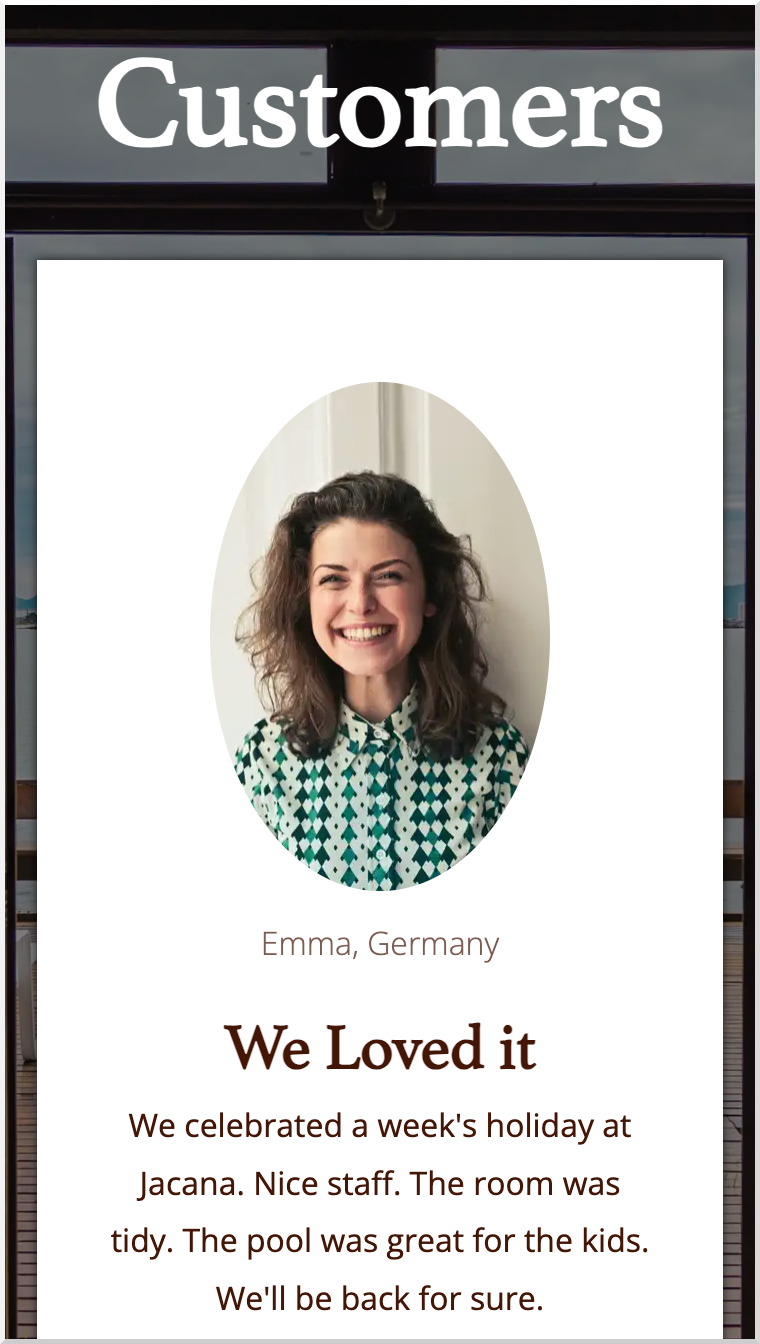 Customers
Emma, Germany
We Loved it
We celebrated a week's holiday at
Jacana. Nice staff. The room was
tidy. The pool was great for the kids.
We'll be back for sure.